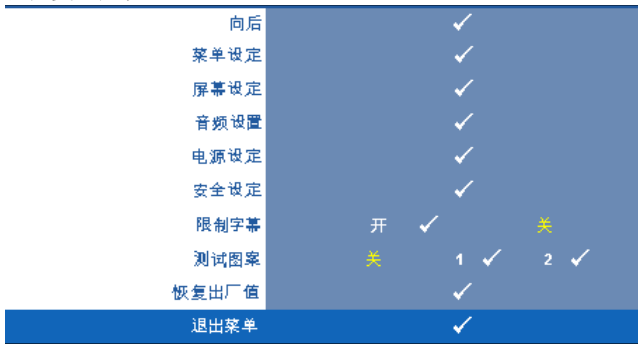 向后
菜单设定
屏幕设定
音频设置
电源设定
安全设定
限制字幕 开 ✓ 关
测试图案 关 1 ✓ 2 ✓
恢复出厂值
退出菜单